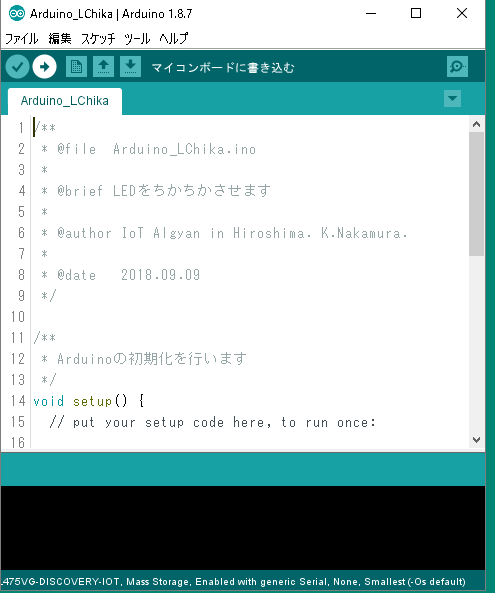 Arduino_LChika | Arduino 1.8.7
ファイル 編集 スケッチ ツール ヘルプ
マイコンボードに書き込む
Arduino_LChika
1 /**
2 * @file Arduino_LChika.ino
3 *
4 * @brief LEDをちかちかさせます
5 *
6 * @author IoT Algyan in Hiroshima. K.Nakamura.
7 *
8 * @date 2018.09.09
9 */
10
11 /**
12 * Arduinoの初期化を行います
13 */
14 void setup() {
15 // put your setup code here, to run once:
16
L475VG-DISCOVERY-IOT, Mass Storage, Enabled with generic Serial, None, Smallest (-Os default)